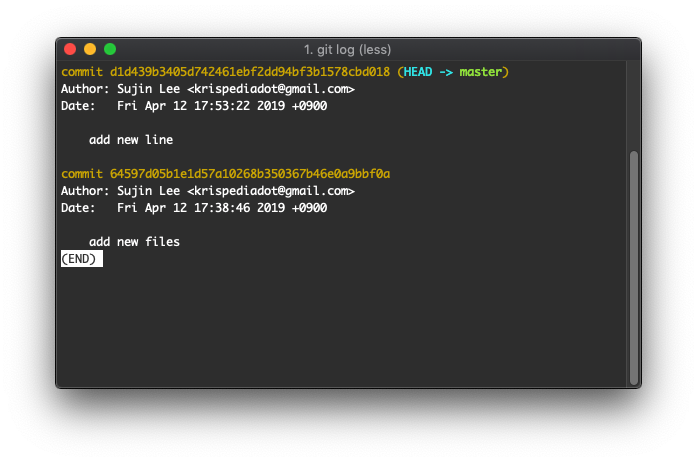 1. git log (less)
commit d1d439b3405d742461ebf2dd94bf3b1578cbd018 (HEAD -> master)
Author: Sujin Lee <krispediadot@gmail.com>
Date:   Fri Apr 12 17:53:22 2019 +0900
    add new line
commit 64597d05b1e1d57a10268b350367b46e0a9bbf0a
Author: Sujin Lee <krispediadot@gmail.com>
Date:   Fri Apr 12 17:38:46 2019 +0900
    add new files
(END)